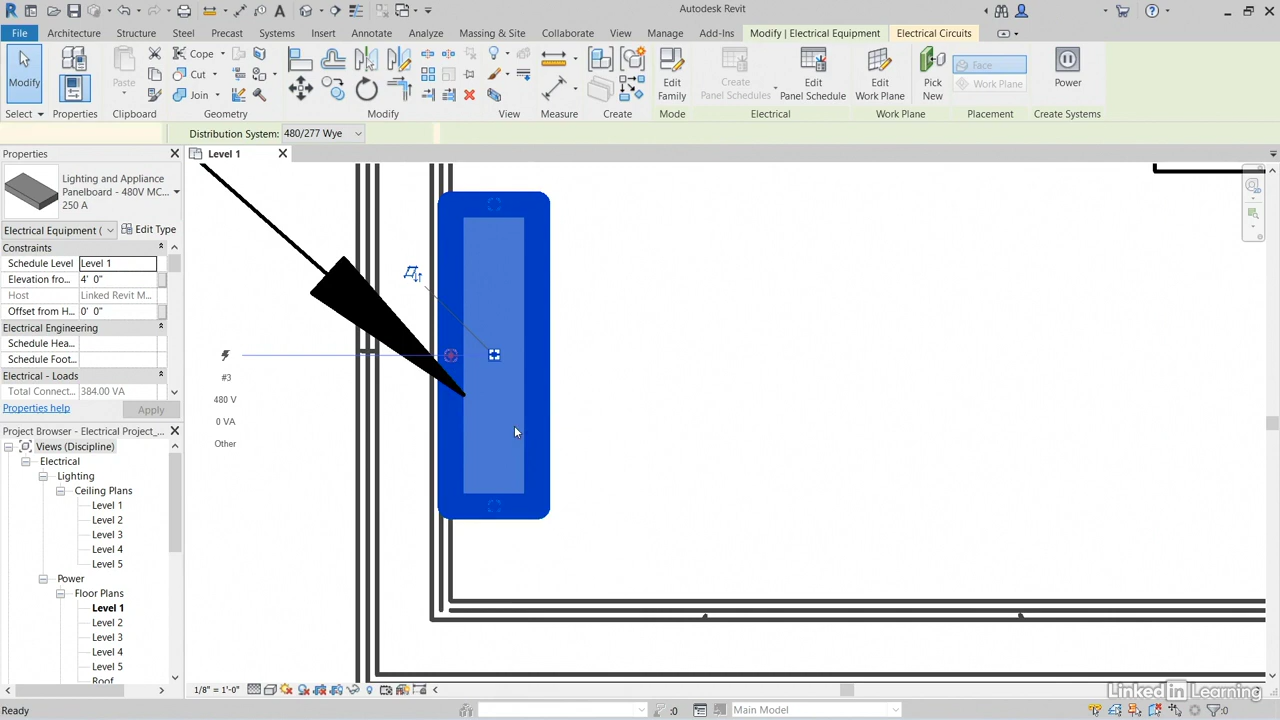 Autodesk Revit
File
Architecture
Structure
Steel
Precast
Systems
Insert
Annotate
Analyze
Massing & Site
Collaborate
View
Manage
Add-Ins
Modify | Electrical Equipment
Electrical Circuits
Modify
Paste
Cope
Cut
Join
Edit
Family
Create
Panel Schedules
Edit
Panel Schedule
Edit
Work Plane
Pick
New
Face
Work Plane
Power
Select
Properties
Clipboard
Geometry
Modify
View
Measure
Create
Mode
Electrical
Work Plane
Placement
Create Systems
Distribution System: 480/277 Wye
Properties
Level 1
Lighting and Appliance
Panelboard - 480V MC...
250 A
Electrical Equipment (
Edit Type
Constraints
Schedule Level Level 1
Elevation fro... 4' 0"
Host Linked Revit M...
Offset from H... 0' 0"
Electrical Engineering
Schedule Hea...
Schedule Foot...
Electrical - Loads
Total Connect... 384.00 VA
Properties help
Apply
#3
480 V
0 VA
Other
Project Browser - Electrical Project_...
Views (Discipline)
Electrical
Lighting
Ceiling Plans
Level 1
Level 2
Level 3
Level 4
Level 5
Power
Floor Plans
Level 1
Level 2
Level 3
Level 4
Level 5
Roof
1/8" = 1'-0"
Linked in Learning
Ready
:0
Main Model
:0